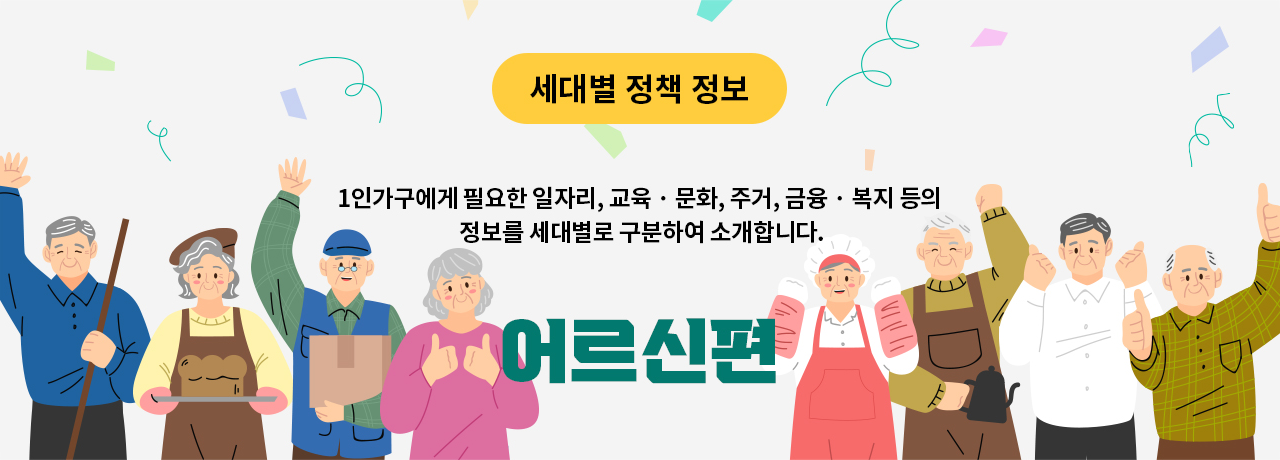 세대별 정책 정보
1인가구에게 필요한 일자리, 교육 · 문화, 주거, 금융 · 복지 등의
정보를 세대별로 구분하여 소개합니다.
어르신편